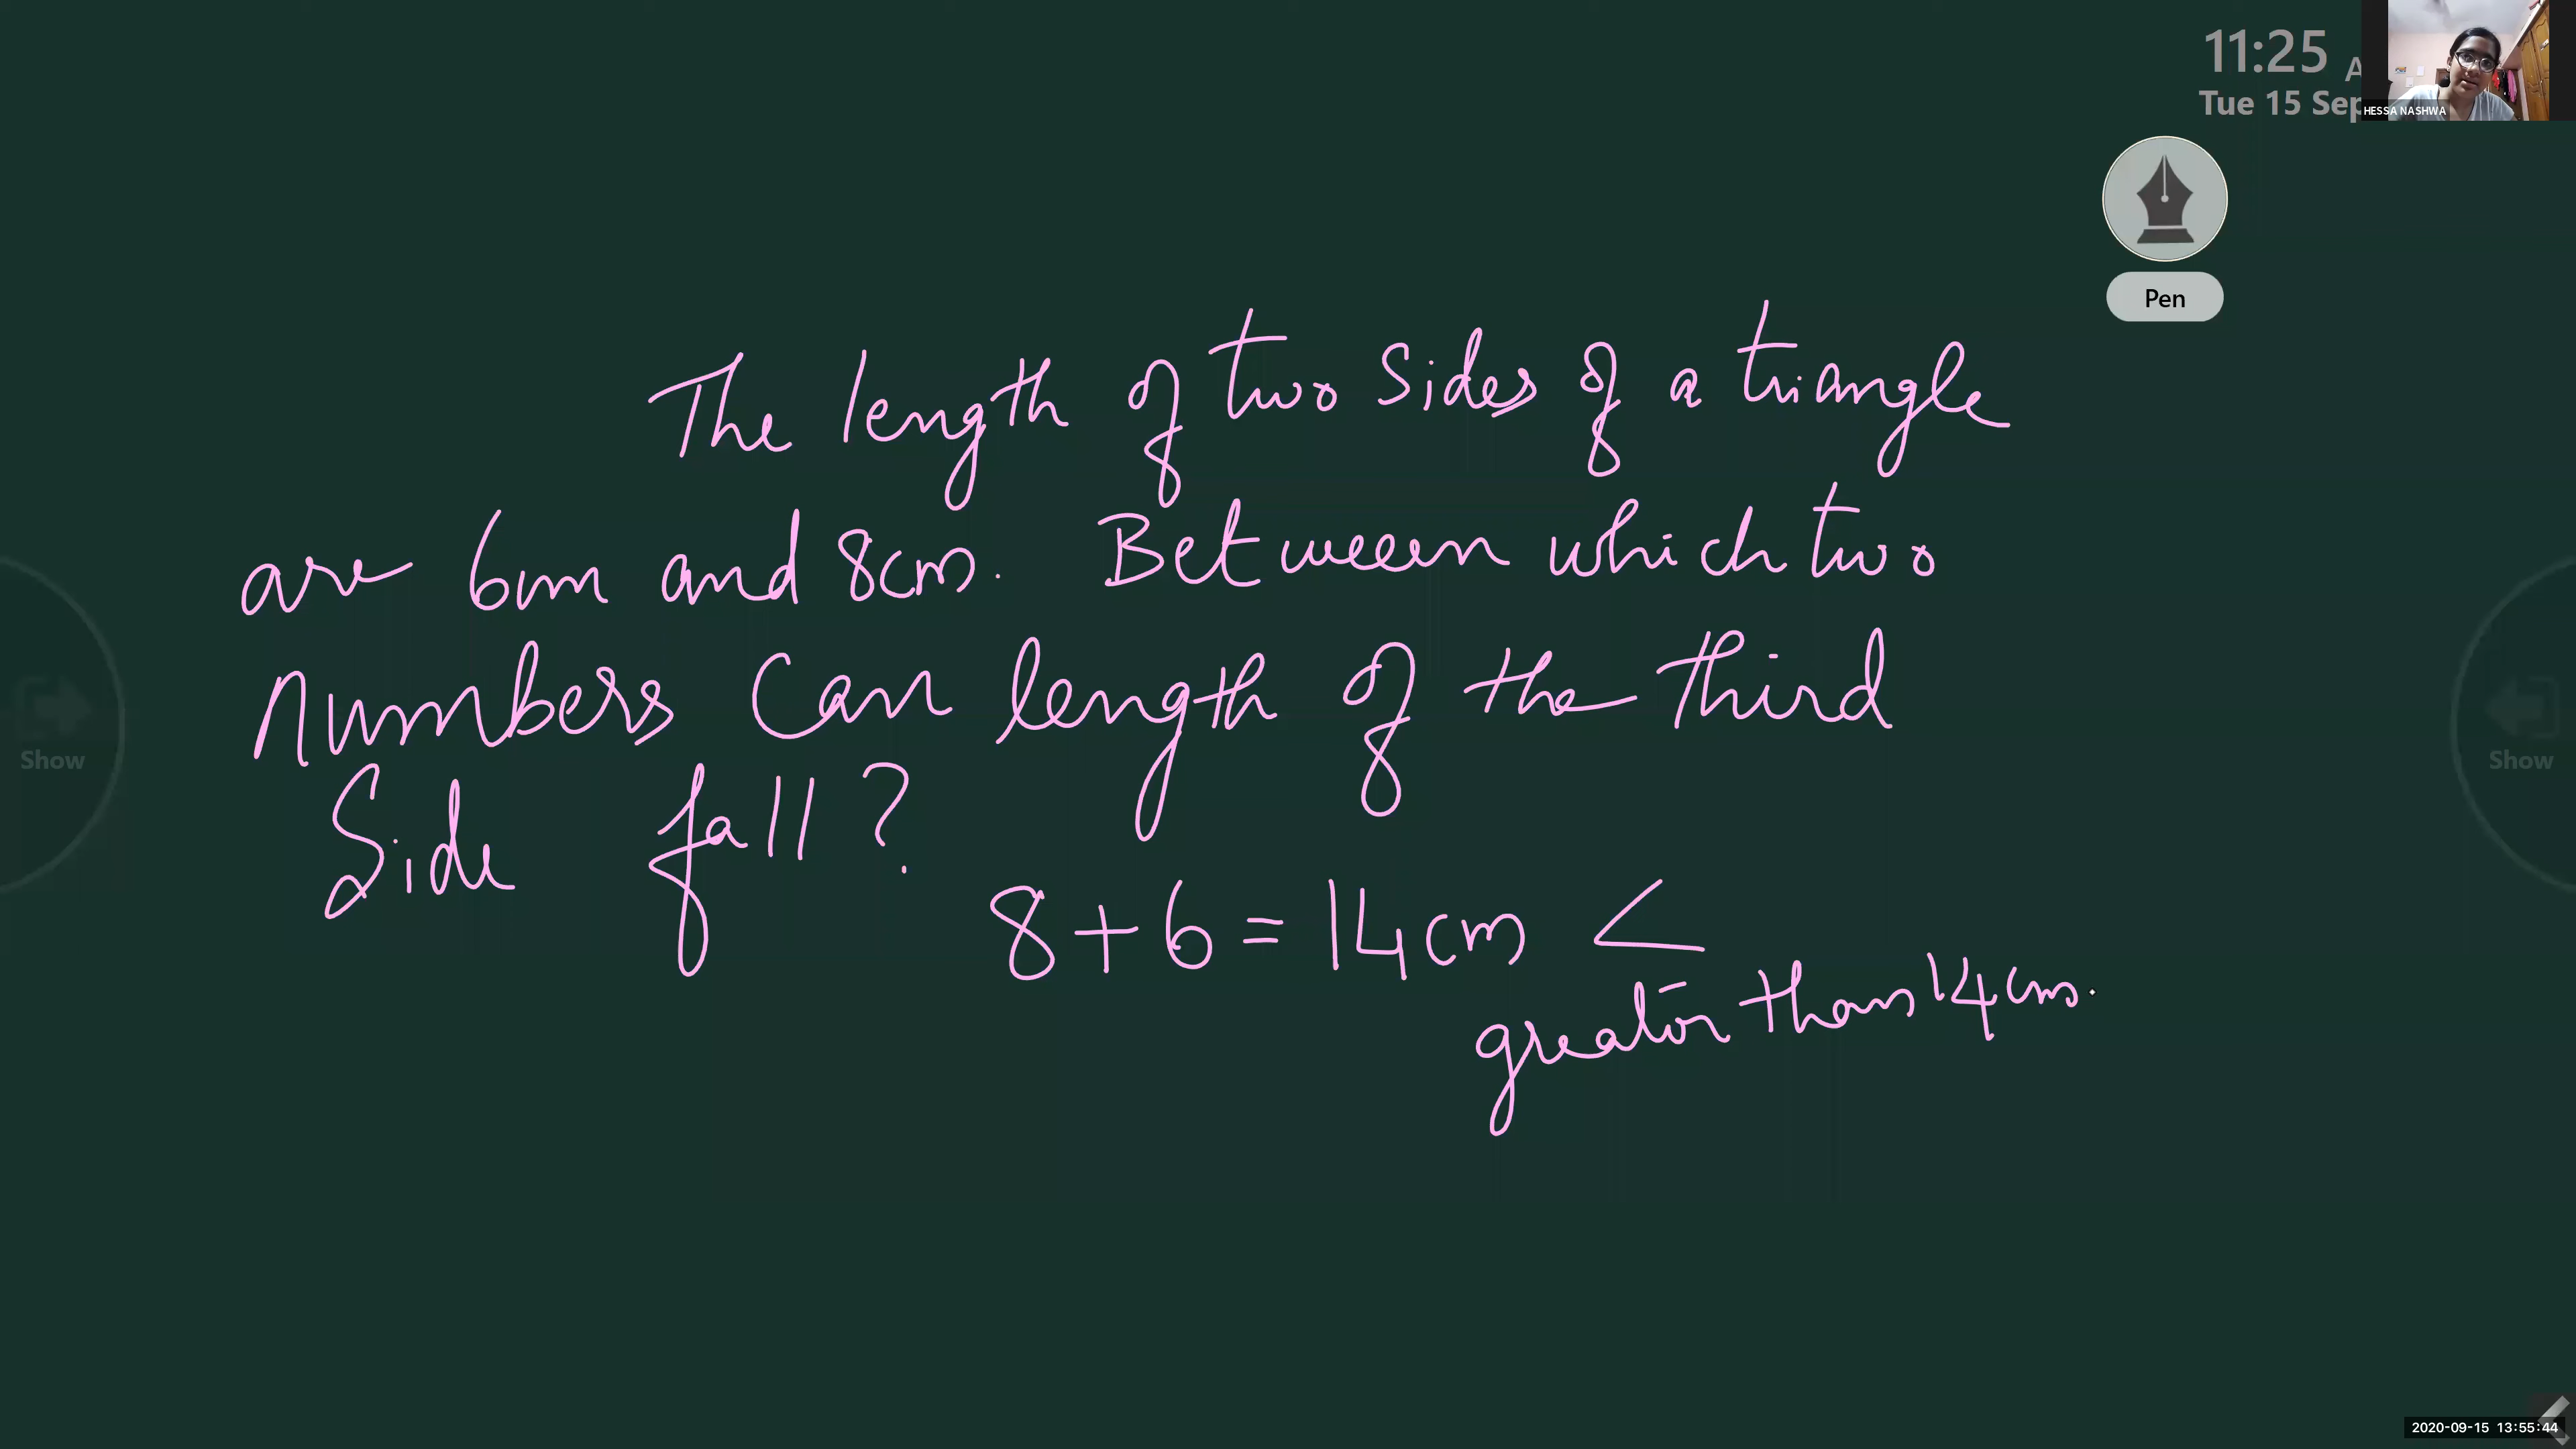 11:25 A
Tue 15 Sep
HESSA NASHWA
Pen
The length of two sides of a triangle
are 6cm and 8cm. Between which two
numbers can length of the third
Side fall?
8+6 = 14cm <
greater than 14cm.
Show
Show
2020-09-15 13:55:44